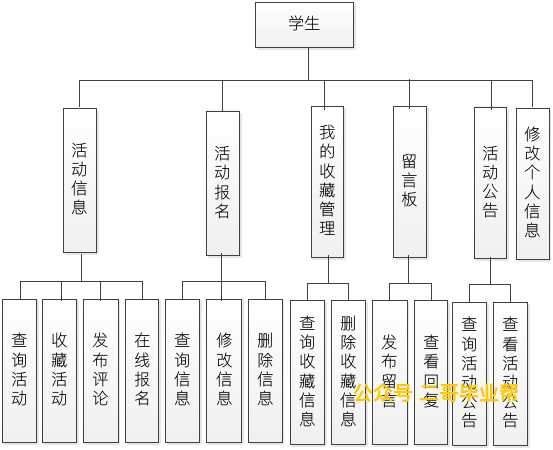 学生
活动信息
活动报名
我的收藏管理
留言板
活动公告
修改个人信息
查询活动
收藏活动
发布评论
在线报名
查询信息
修改信息
删除信息
查询收藏信息
删除收藏信息
发布留言
查看回复
查询活动公告
查看活动公告
公众号 二哥毕业帮